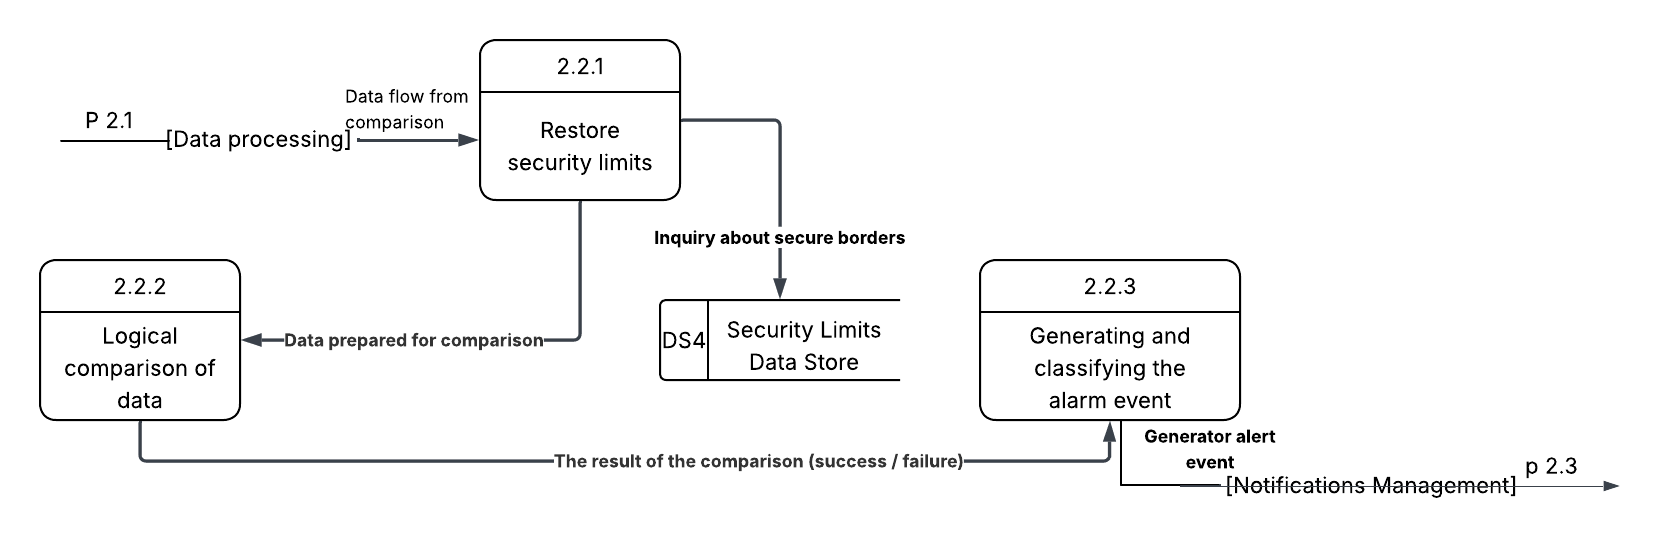 2.2.1
Data flow from
comparison
P 2.1
[Data processing]
Restore
security limits
Inquiry about secure borders
2.2.2
Logical
comparison of
data
Data prepared for comparison
DS4
Security Limits
Data Store
2.2.3
Generating and
classifying the
alarm event
The result of the comparison (success / failure)
Generator alert
event
[Notifications Management]
p 2.3